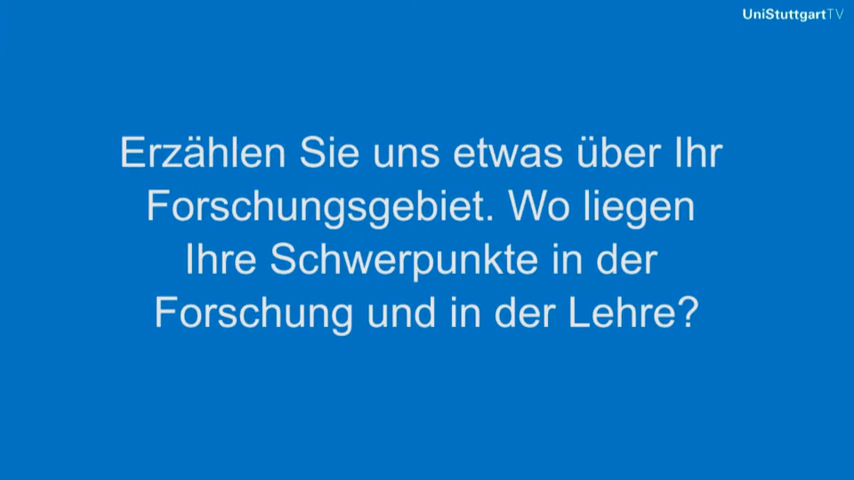 UniStuttgartTV
Erzählen Sie uns etwas über Ihr
Forschungsgebiet. Wo liegen
Ihre Schwerpunkte in der
Forschung und in der Lehre?